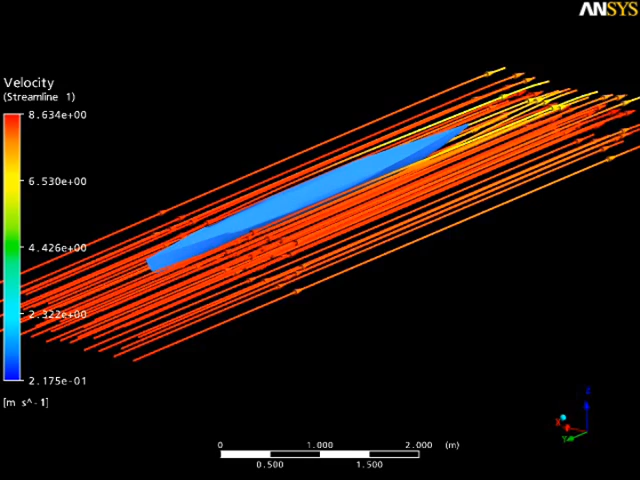 ANSYS
Velocity
(Streamline 1)
8.634e+00
6.530e+00
4.426e+00
2.322e+00
2.175e-01
[m s^-1]
0 1.000 2.000 (m)
0.500 1.500
Z
X
Y